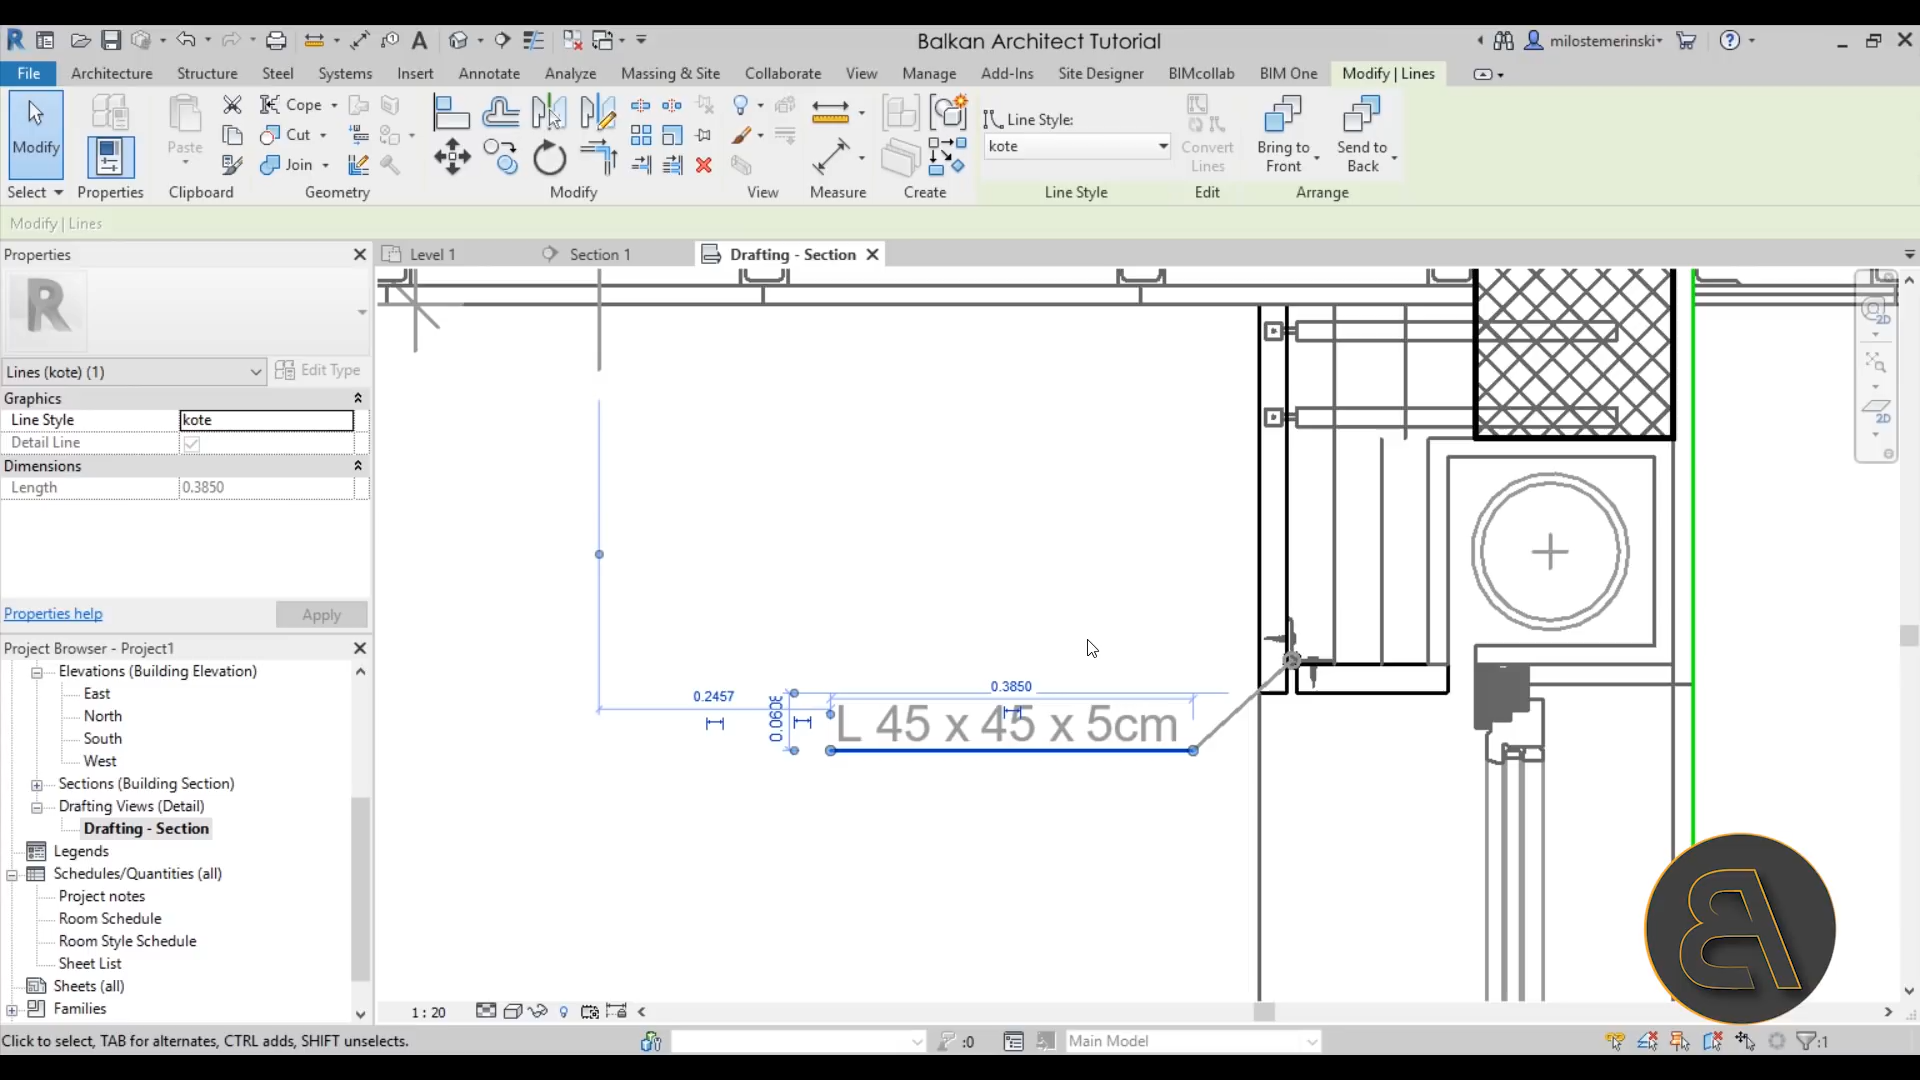 Balkan Architect Tutorial
milostemerinski
File Architecture Structure Steel Systems Insert Annotate Analyze Massing & Site Collaborate View Manage Add-Ins Site Designer BIMcollab BIM One Modify | Lines
Modify
Paste
Cope
Cut
Join
Line Style:
kote
Convert Lines
Bring to Front
Send to Back
Select Properties Clipboard Geometry Modify View Measure Create Line Style Edit Arrange
Modify | Lines
Properties
Level 1 Section 1 Drafting - Section
R
Lines (kote) (1) Edit Type
Graphics
Line Style kote
Detail Line
Dimensions
Length 0.3850
Properties help Apply
Project Browser - Project1
Elevations (Building Elevation)
East
North
South
West
Sections (Building Section)
Drafting Views (Detail)
Drafting - Section
Legends
Schedules/Quantities (all)
Project notes
Room Schedule
Room Style Schedule
Sheet List
Sheets (all)
Families
0.2457
0.0608
0.3850
L 45 x 45 x 5cm
2D
2D
1 : 20
Click to select, TAB for alternates, CTRL adds, SHIFT unselects.
:0
Main Model
:1